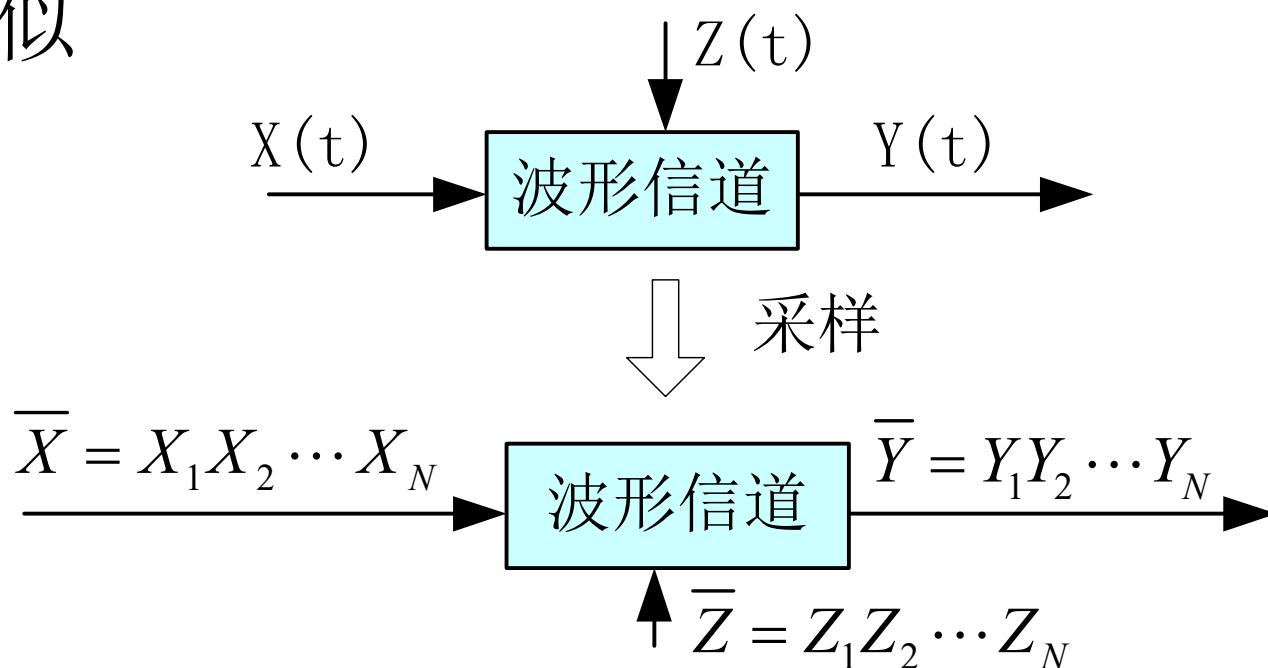 似
Z(t)
X(t)
波形信道
Y(t)
采样
X̅ = X₁X₂⋯X_N
波形信道
Y̅ = Y₁Y₂⋯Y_N
Z̅ = Z₁Z₂⋯Z_N